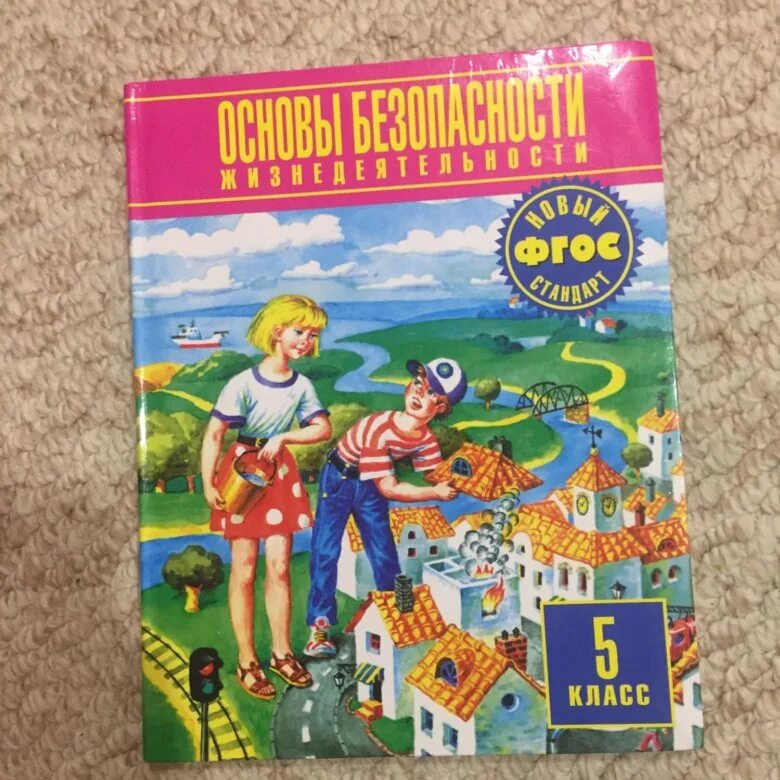 ОСНОВЫ БЕЗОПАСНОСТИ
ЖИЗНЕДЕЯТЕЛЬНОСТИ
НОВЫЙ
ФГОС
СТАНДАРТ
5
КЛАСС